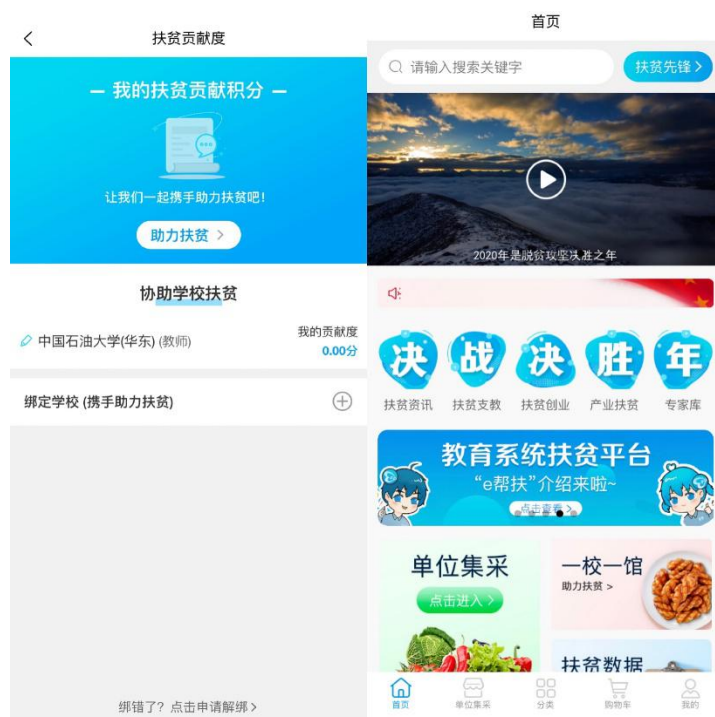 扶贫贡献度
我的扶贫贡献积分
让我们一起携手助力扶贫吧!
助力扶贫 >
协助学校扶贫
中国石油大学(华东) (教师)
我的贡献度
0.00分
绑定学校 (携手助力扶贫)
绑错了? 点击申请解绑>
首页
请输入搜索关键字
扶贫先锋>
2020年是脱贫攻坚决胜之年
决 战 决 胜 年
扶贫资讯 扶贫支教 扶贫创业 产业扶贫 专家库
教育系统扶贫平台
“e帮扶”介绍来啦~
点击查看>
单位集采
点击进入>
一校一馆
助力扶贫 >
扶贫数据
首页 单位集采 分类 购物车 我的